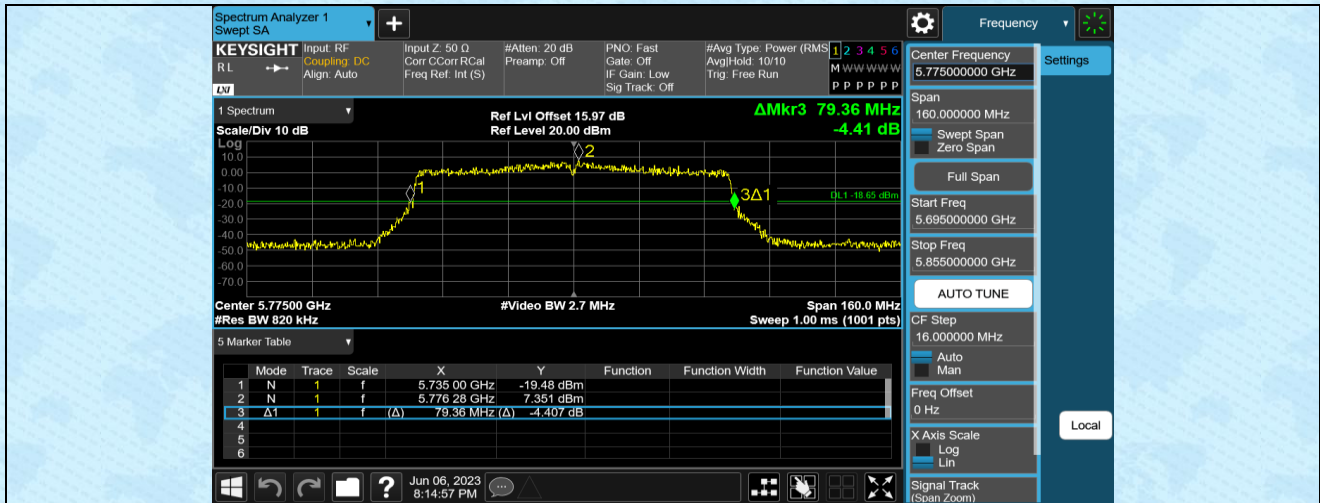 Spectrum Analyzer 1
Swept SA
+
Frequency
KEYSIGHT
RL
LXI
Input: RF
Coupling: DC
Align: Auto
Input Z: 50 Ω
Corr CCorr RCal
Freq Ref: Int (S)
#Atten: 20 dB
Preamp: Off
PNO: Fast
Gate: Off
IF Gain: Low
Sig Track: Off
#Avg Type: Power (RMS
Avg|Hold: 10/10
Trig: Free Run
1 2 3 4 5 6
M W W W W W
P P P P P P
1 Spectrum
Scale/Div 10 dB
Ref Lvl Offset 15.97 dB
Ref Level 20.00 dBm
ΔMkr3 79.36 MHz
-4.41 dB
Log
10.0
0.00
-10.0
-20.0
-30.0
-40.0
-50.0
-60.0
-70.0
1
2
3Δ1
DL1 -18.65 dBm
Center 5.77500 GHz
#Video BW 2.7 MHz
Span 160.0 MHz
#Res BW 820 kHz
Sweep 1.00 ms (1001 pts)
5 Marker Table
Mode Trace Scale X Y Function Function Width Function Value
1 N 1 f 5.735 00 GHz -19.48 dBm
2 N 1 f 5.776 28 GHz 7.351 dBm
3 Δ1 1 f (Δ) 79.36 MHz (Δ) -4.407 dB
4
5
6
?
Jun 06, 2023
8:14:57 PM
Center Frequency
5.775000000 GHz
Settings
Span
160.000000 MHz
Swept Span
Zero Span
Full Span
Start Freq
5.695000000 GHz
Stop Freq
5.855000000 GHz
AUTO TUNE
CF Step
16.000000 MHz
Auto
Man
Freq Offset
0 Hz
X Axis Scale
Log
Lin
Local
Signal Track
(Span Zoom)